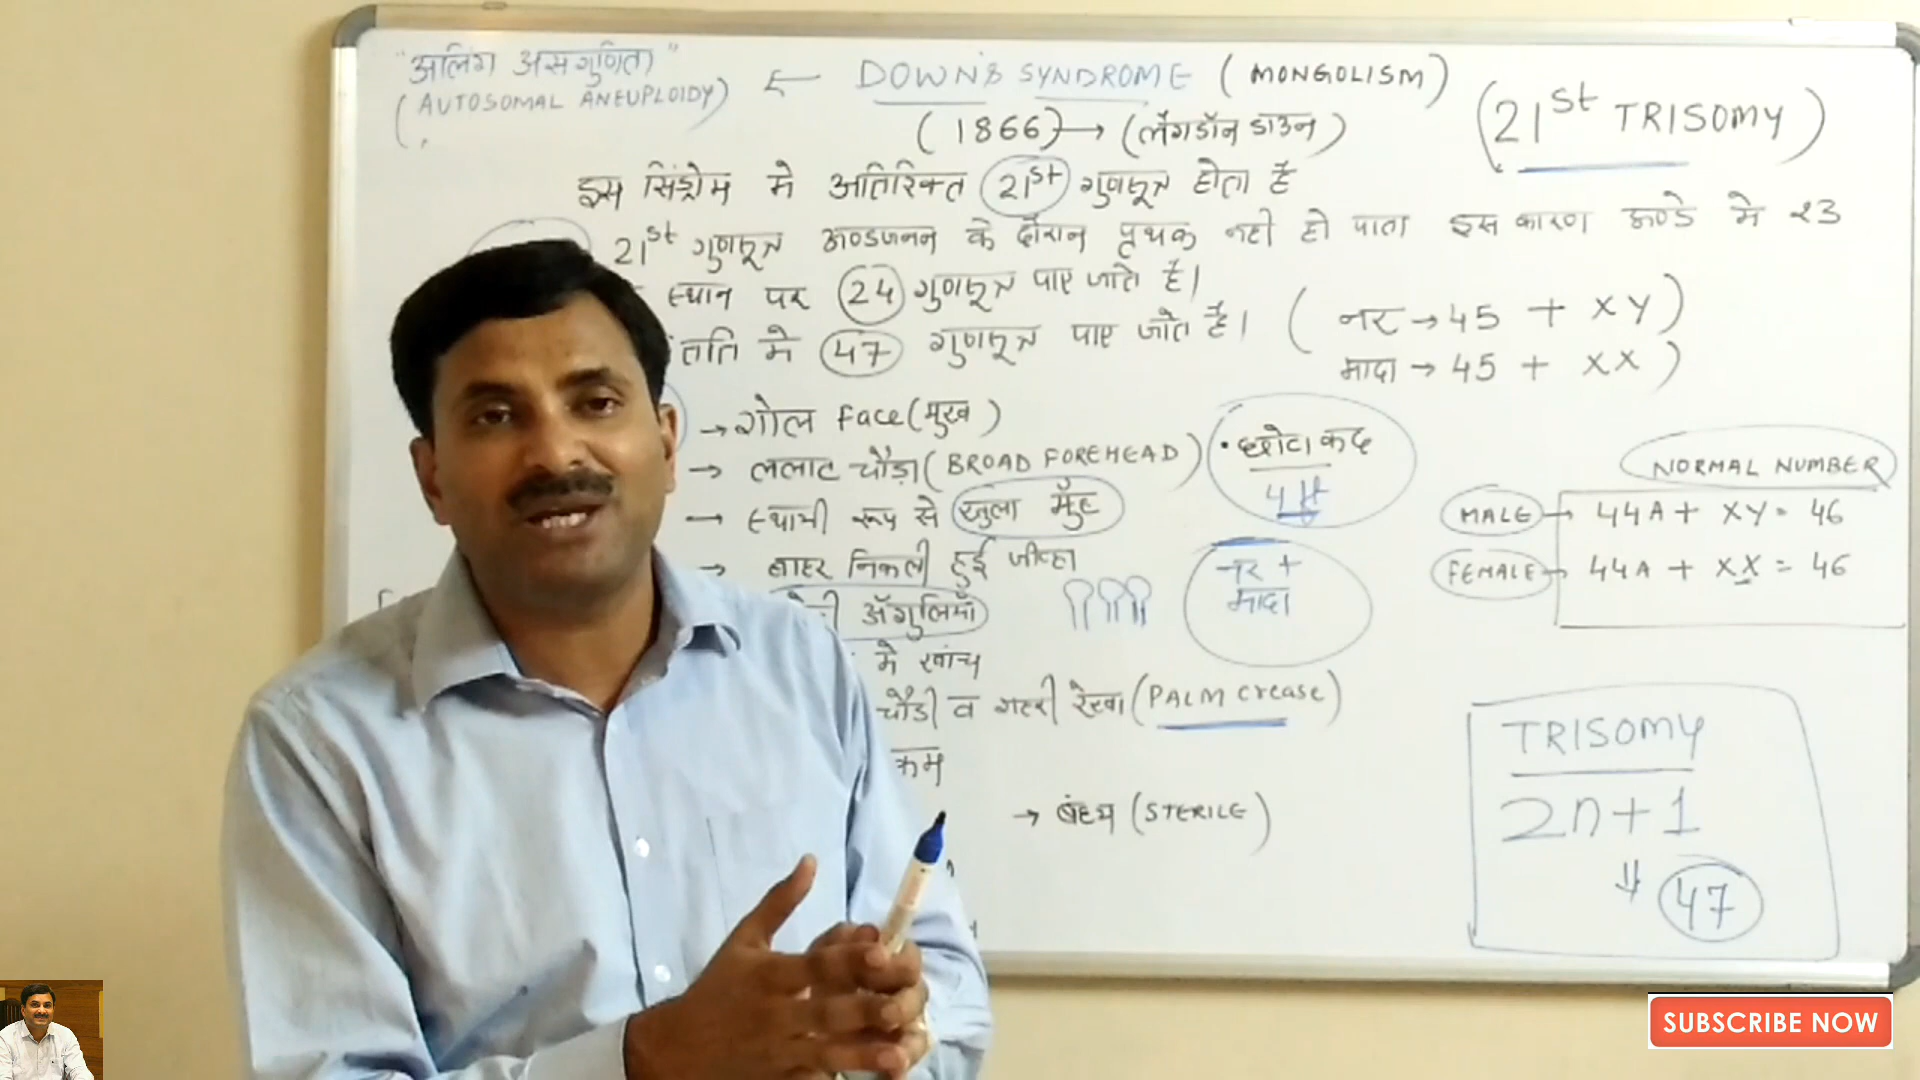 "अलिंग असगुणिता" ← DOWN'S SYNDROME (MONGOLISM)
(AUTOSOMAL ANEUPLOIDY)
(1866) → (लैंगडॉन डाउन)
(21st TRISOMY)
इस सिंड्रोम मे अतिरिक्त 21st गुणसूत्र होता है
21st गुणसूत्र अण्डजनन के दौरान पृथक नही हो पाता इस कारण अण्डे मे 23
स्थान पर 24 गुणसूत्र पाए जाते है।
तति मे 47 गुणसूत्र पाए जाते है।
(नर → 45 + XY)
मादा → 45 + XX)
→ गोल Face (मुख)
→ ललाट चौड़ा (BROAD FOREHEAD)
→ स्थायी रूप से खुला मुँह
→ बाहर निकली हुई जीव्हा
अँगुलियाँ
मे खांच
चौडी व गहरी रेखा (PALM Crease)
कम
→ बंध्य (STERILE)
• छोटा कद
4 ft
नर +
मादा
NORMAL NUMBER
MALE → 44A + XY = 46
FEMALE → 44A + XX = 46
TRISOMY
2n+1
⇓ 47
SUBSCRIBE NOW